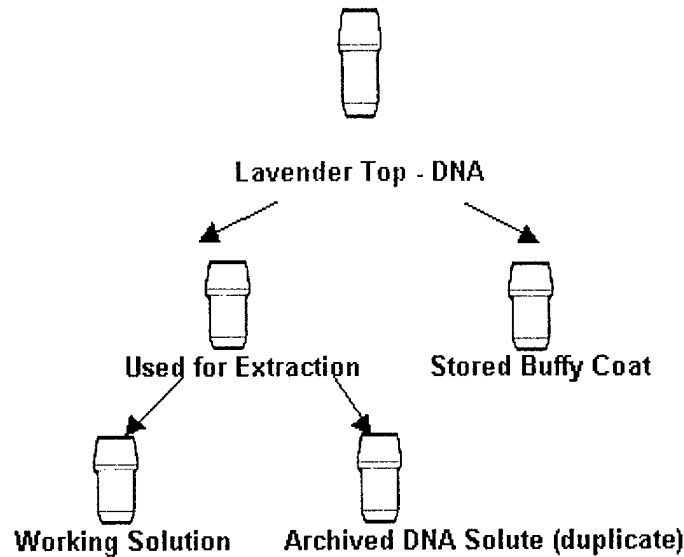 Lavender Top - DNA
Used for Extraction
Stored Buffy Coat
Working Solution
Archived DNA Solute (duplicate)